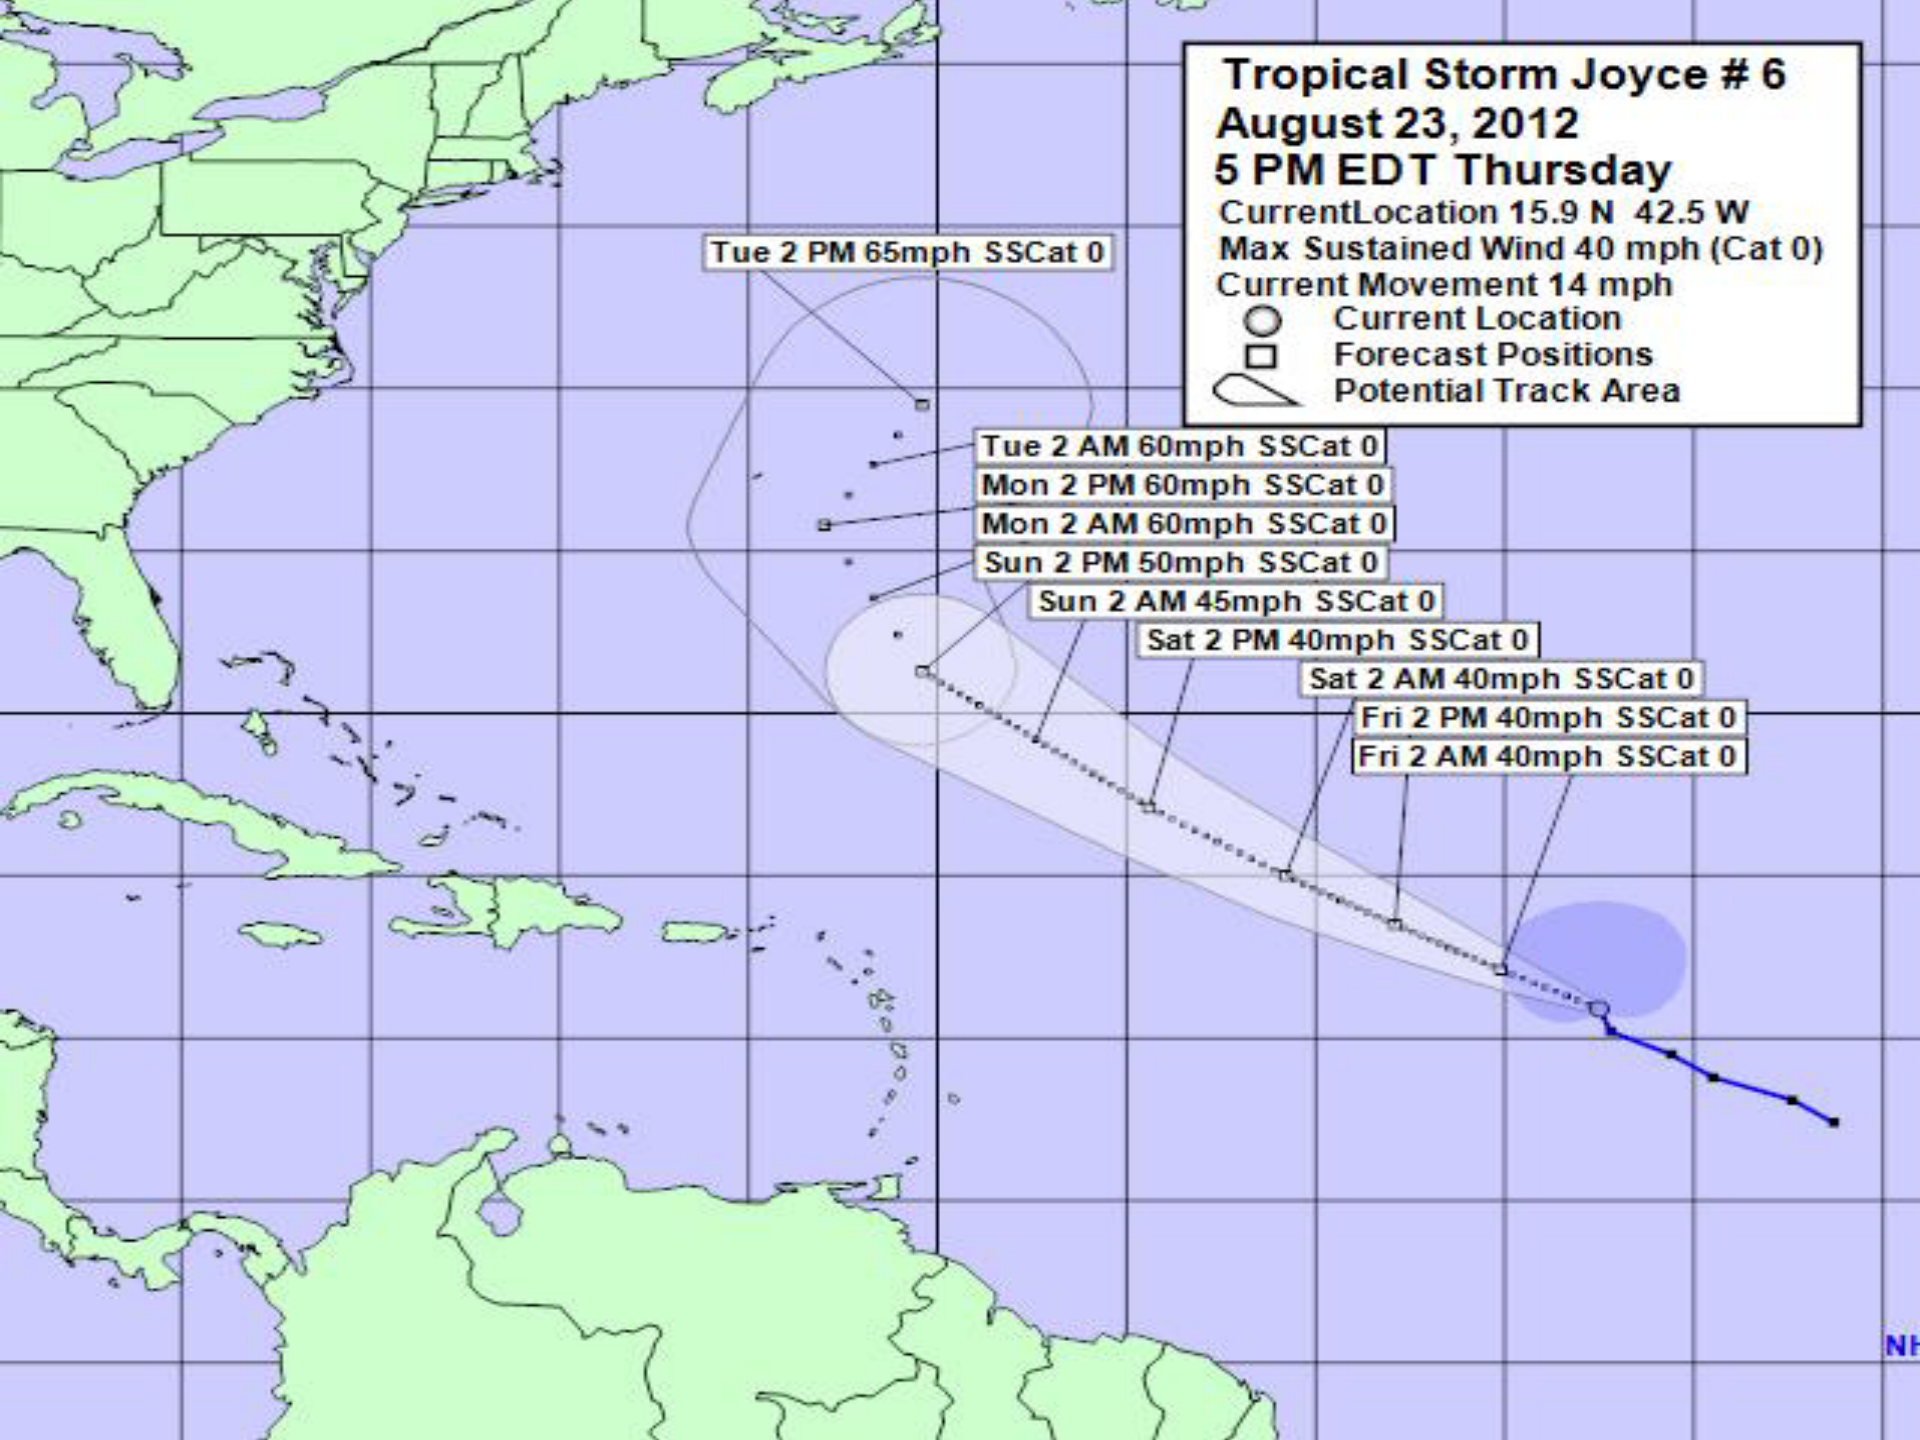 Tropical Storm Joyce # 6
August 23, 2012
5 PM EDT Thursday
CurrentLocation 15.9 N 42.5 W
Max Sustained Wind 40 mph (Cat 0)
Current Movement 14 mph
Current Location
Forecast Positions
Potential Track Area
Tue 2 PM 65mph SSCat 0
Tue 2 AM 60mph SSCat 0
Mon 2 PM 60mph SSCat 0
Mon 2 AM 60mph SSCat 0
Sun 2 PM 50mph SSCat 0
Sun 2 AM 45mph SSCat 0
Sat 2 PM 40mph SSCat 0
Sat 2 AM 40mph SSCat 0
Fri 2 PM 40mph SSCat 0
Fri 2 AM 40mph SSCat 0